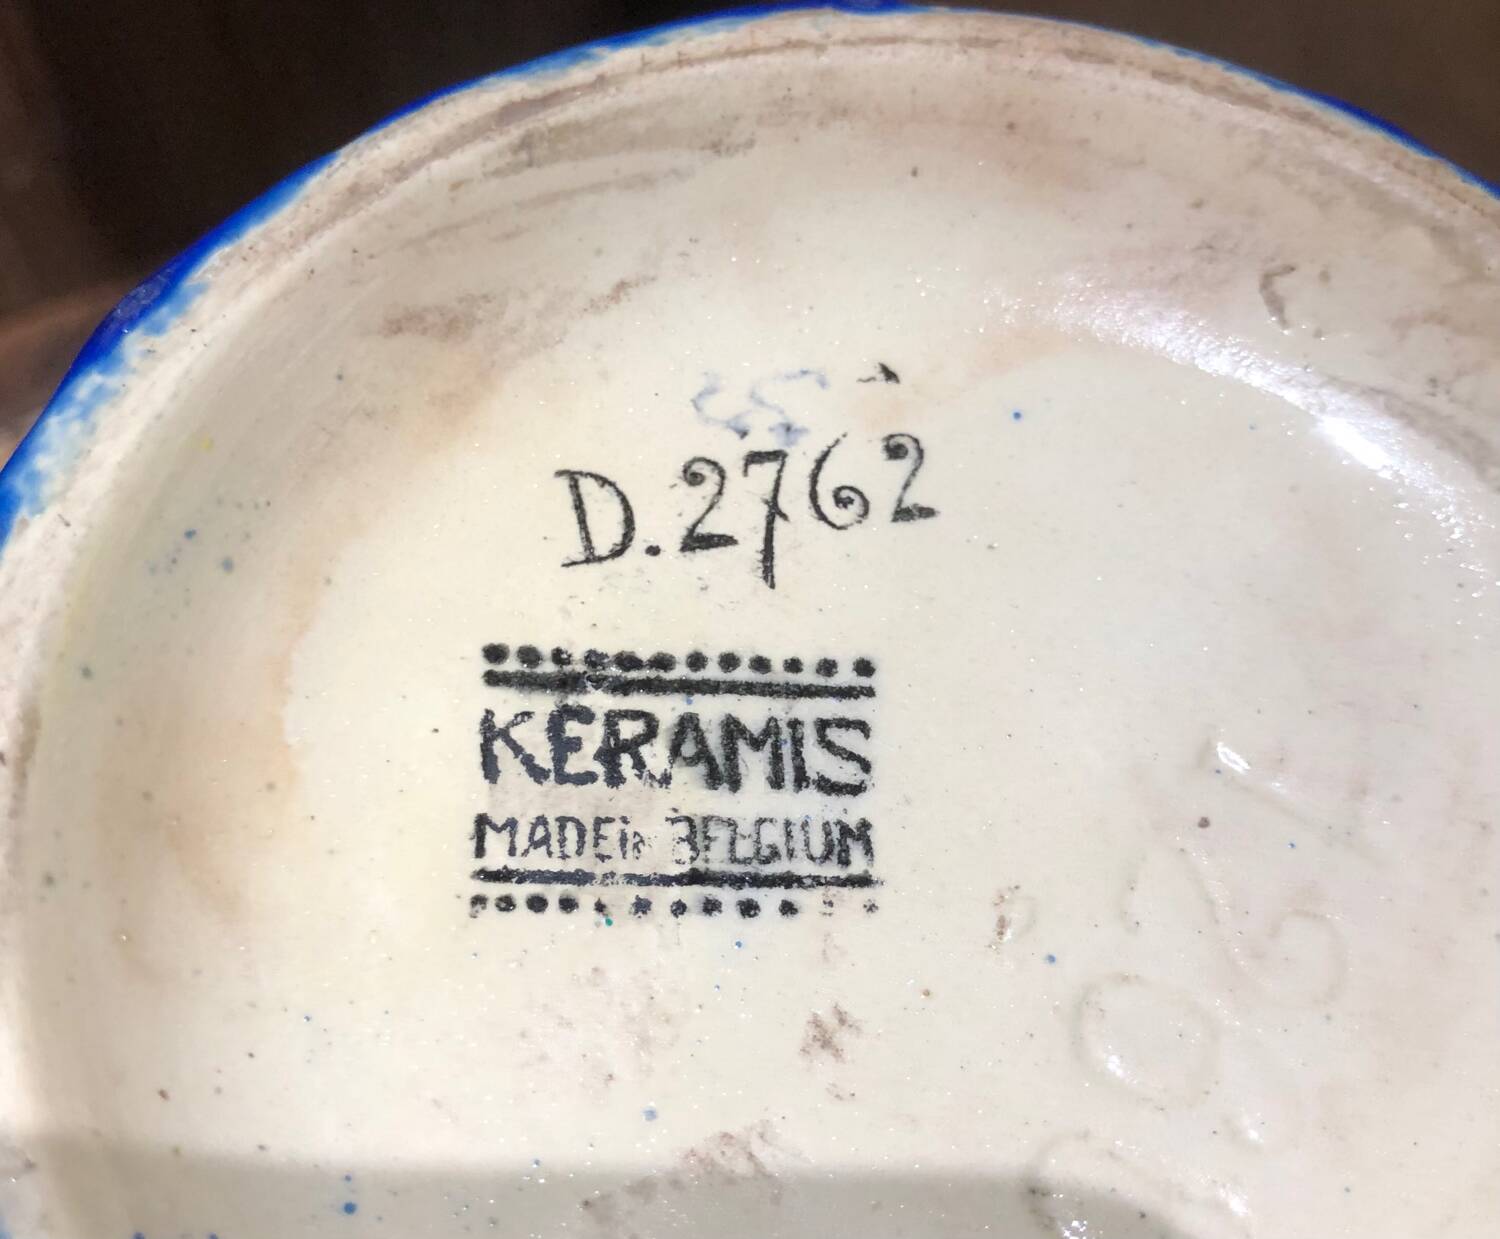 D.2762
KERAMIS
MADE IN BELGIUM